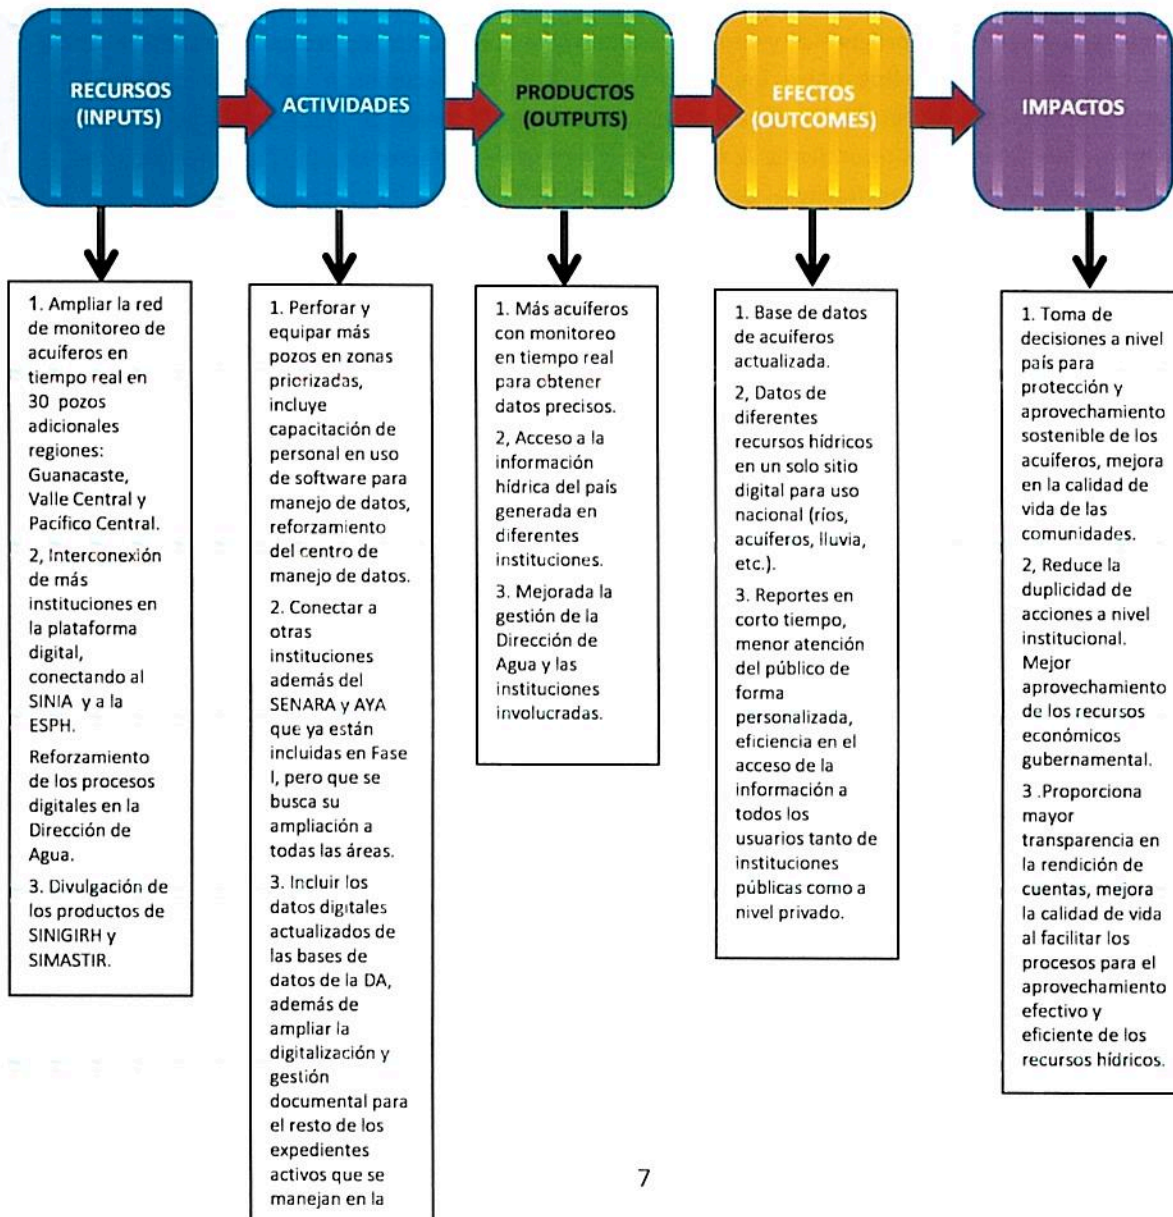 RECURSOS
(INPUTS)
ACTIVIDADES
PRODUCTOS
(OUTPUTS)
EFECTOS
(OUTCOMES)
IMPACTOS
1. Ampliar la red
de monitoreo de
acuíferos en
tiempo real en
30 pozos
adicionales
regiones:
Guanacaste,
Valle Central y
Pacífico Central.
2, Interconexión
de más
instituciones en
la plataforma
digital,
conectando al
SINIA y a la
ESPH.
Reforzamiento
de los procesos
digitales en la
Dirección de
Agua.
3. Divulgación de
los productos de
SINIGIRH y
SIMASTIR.
1. Perforar y
equipar más
pozos en zonas
priorizadas,
incluye
capacitación de
personal en uso
de software para
manejo de datos,
reforzamiento
del centro de
manejo de datos.
2. Conectar a
otras
instituciones
además del
SENARA y AYA
que ya están
incluidas en Fase
I, pero que se
busca su
ampliación a
todas las áreas.
3. Incluir los
datos digitales
actualizados de
las bases de
datos de la DA,
además de
ampliar la
digitalización y
gestión
documental para
el resto de los
expedientes
activos que se
manejan en la
1. Más acuíferos
con monitoreo
en tiempo real
para obtener
datos precisos.
2, Acceso a la
información
hídrica del país
generada en
diferentes
instituciones.
3. Mejorada la
gestión de la
Dirección de
Agua y las
instituciones
involucradas.
1. Base de datos
de acuíferos
actualizada.
2, Datos de
diferentes
recursos hídricos
en un solo sitio
digital para uso
nacional (ríos,
acuíferos, lluvia,
etc.).
3. Reportes en
corto tiempo,
menor atención
del público de
forma
personalizada,
eficiencia en el
acceso de la
información a
todos los
usuarios tanto de
instituciones
públicas como a
nivel privado.
1. Toma de
decisiones a nivel
país para
protección y
aprovechamiento
sostenible de los
acuíferos, mejora
en la calidad de
vida de las
comunidades.
2, Reduce la
duplicidad de
acciones a nivel
institucional.
Mejor
aprovechamiento
de los recursos
económicos
gubernamental.
3 .Proporciona
mayor
transparencia en
la rendición de
cuentas, mejora
la calidad de vida
al facilitar los
procesos para el
aprovechamiento
efectivo y
eficiente de los
recursos hídricos.
7